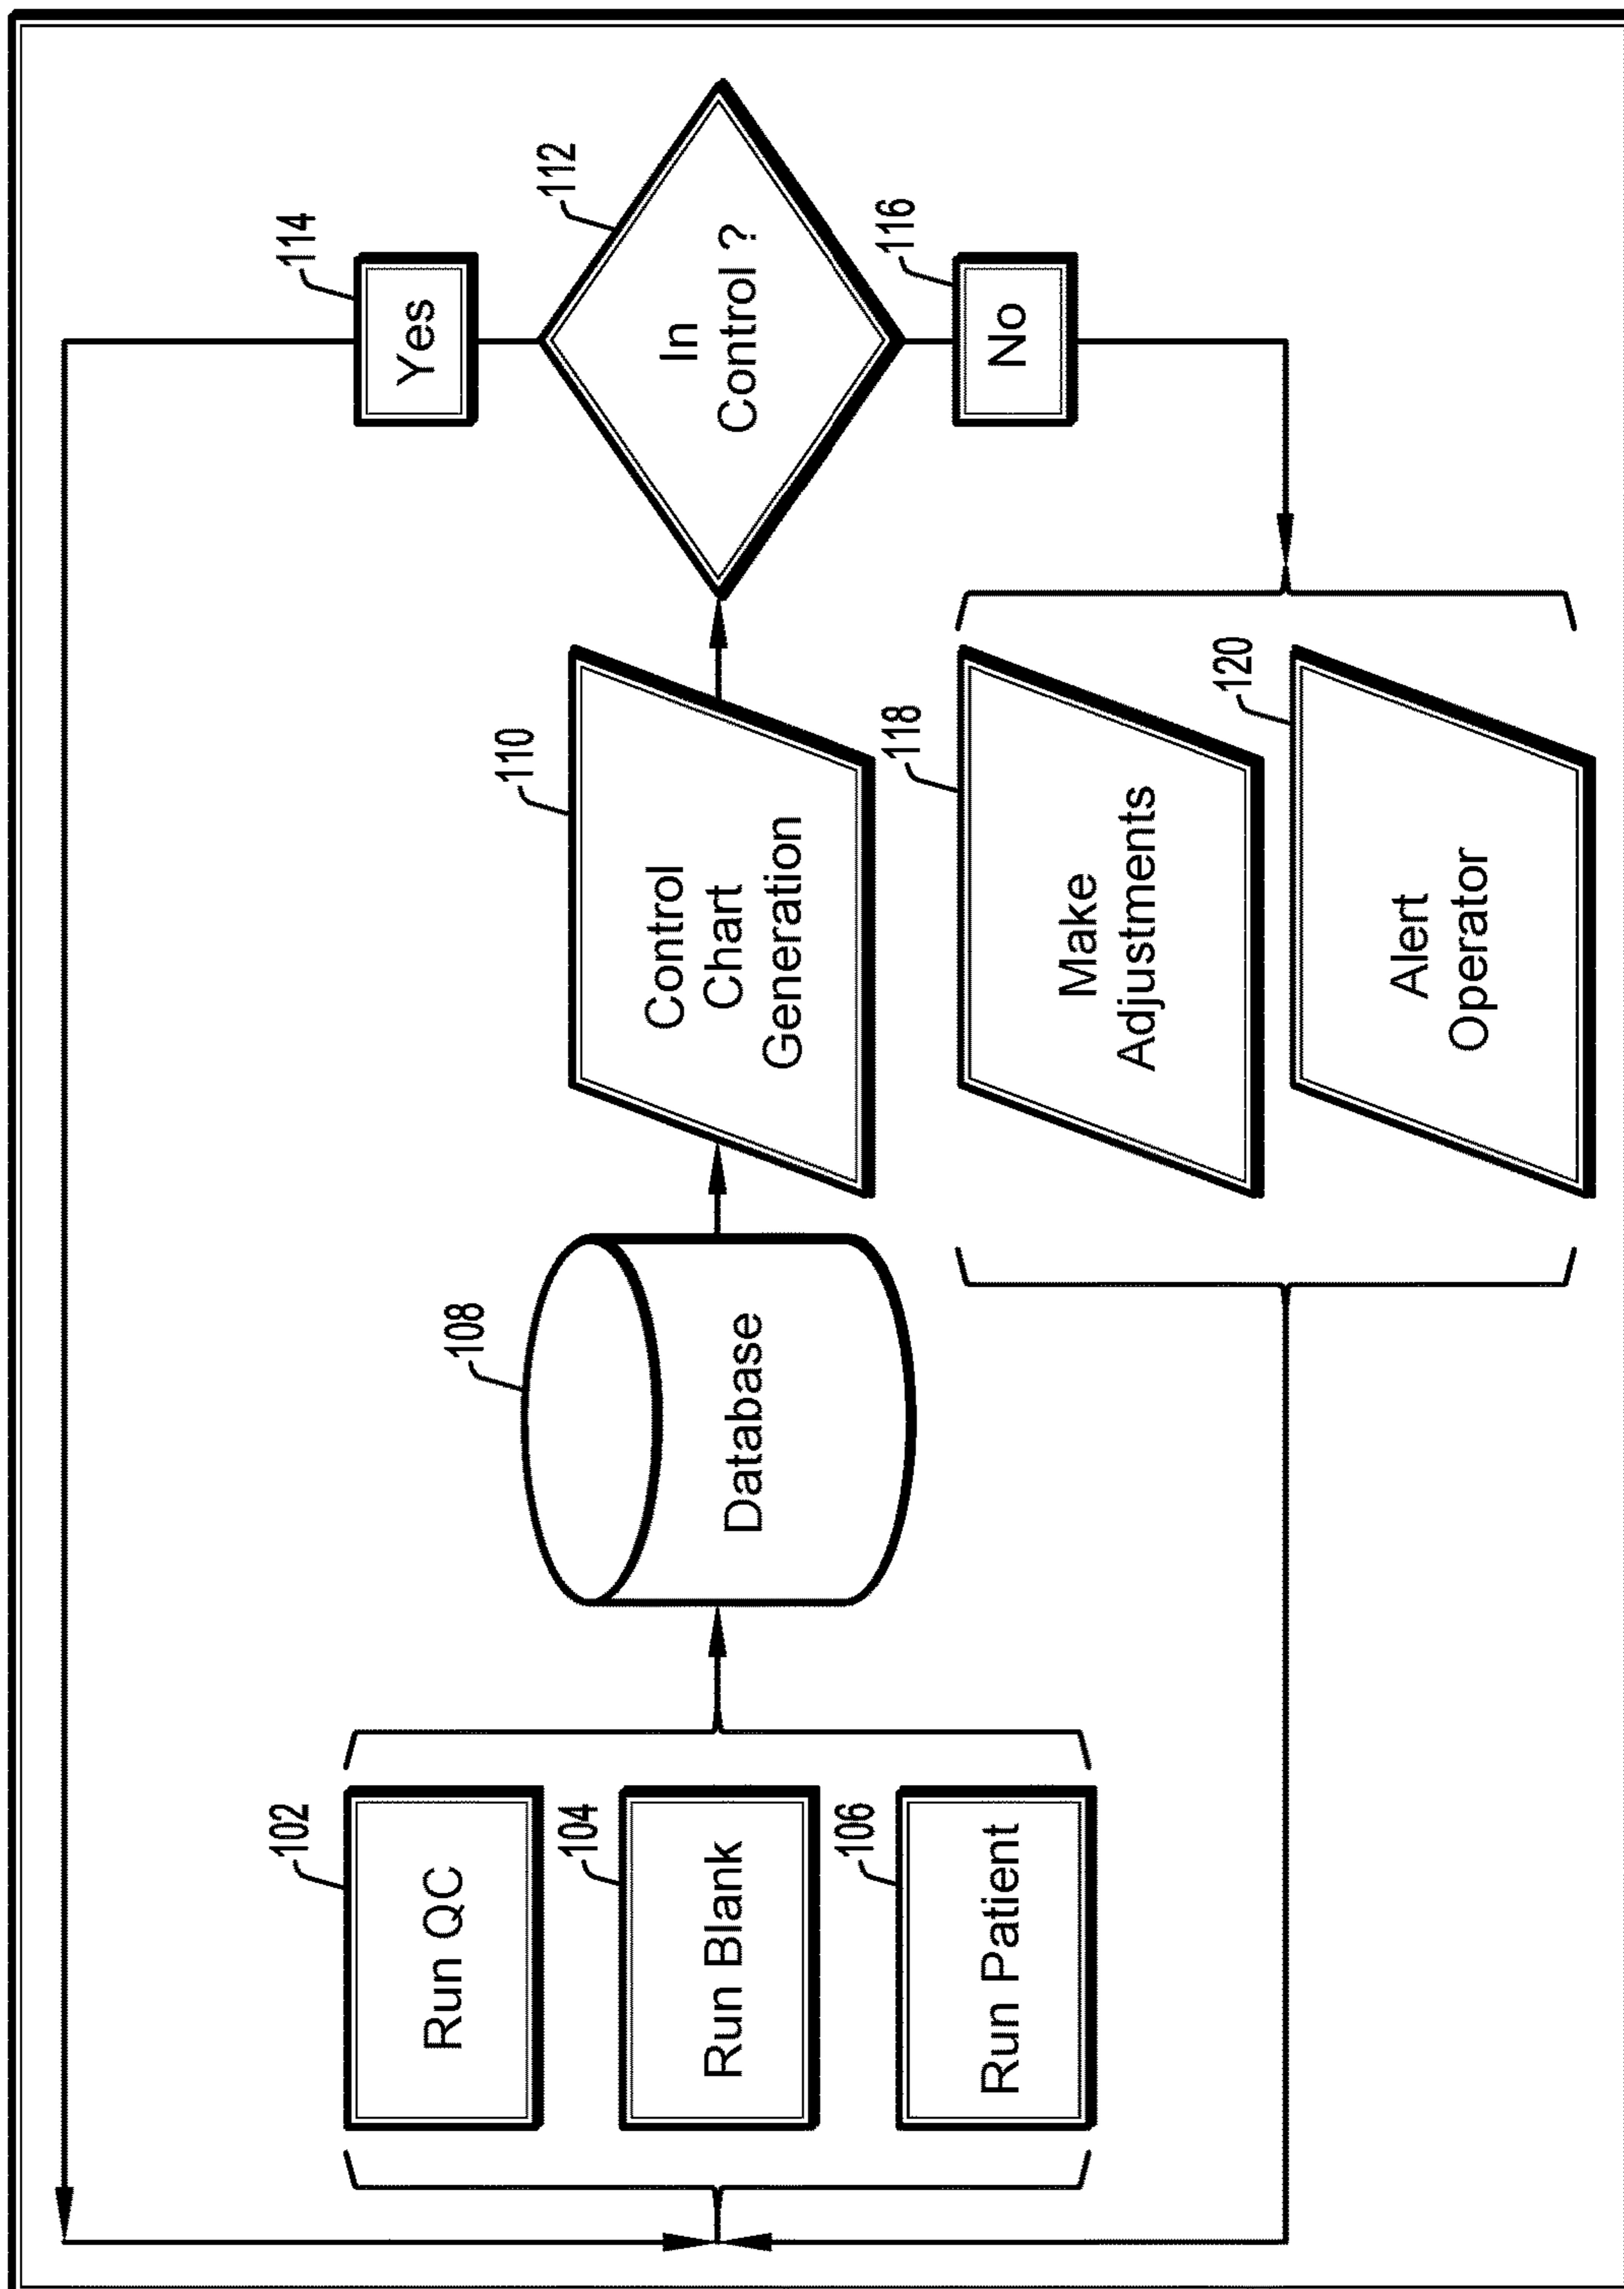 114
Yes
112
In
Control ?
116
No
110
Control
Chart
Generation
118
Make
Adjustments
120
Alert
Operator
108
Database
102
Run QC
104
Run Blank
106
Run Patient